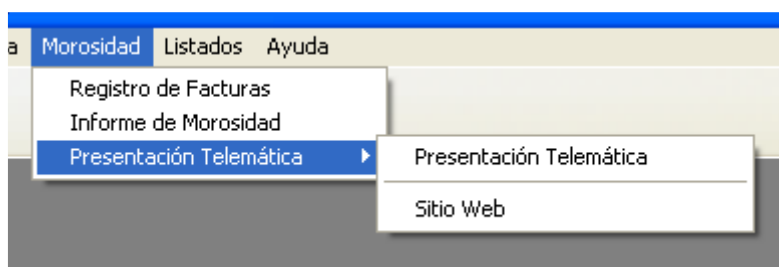 a Morosidad Listados Ayuda
Registro de Facturas
Informe de Morosidad
Presentación Telemática
Presentación Telemática
Sitio Web